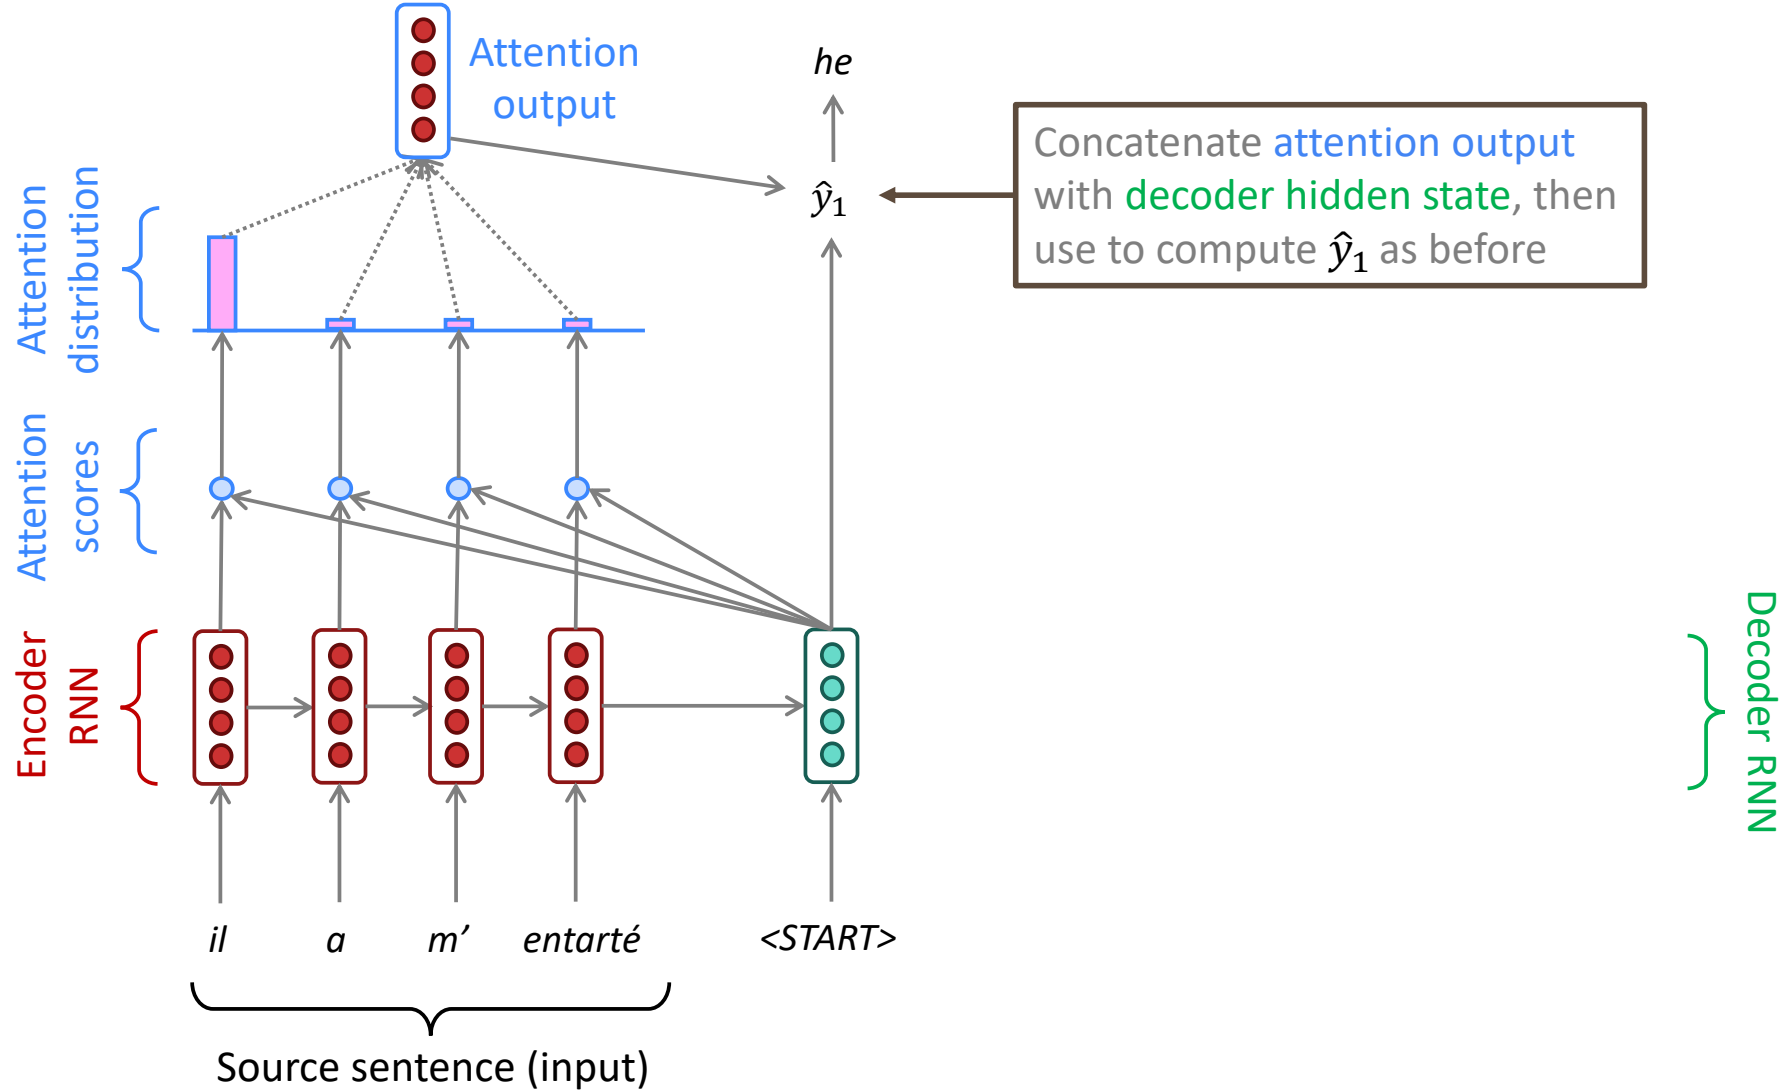 Attention
output
he
Concatenate attention output
with decoder hidden state, then
use to compute ŷ₁ as before
ŷ₁
Attention
distribution
Attention
scores
Encoder
RNN
Decoder RNN
il a m’ entarté <START>
Source sentence (input)